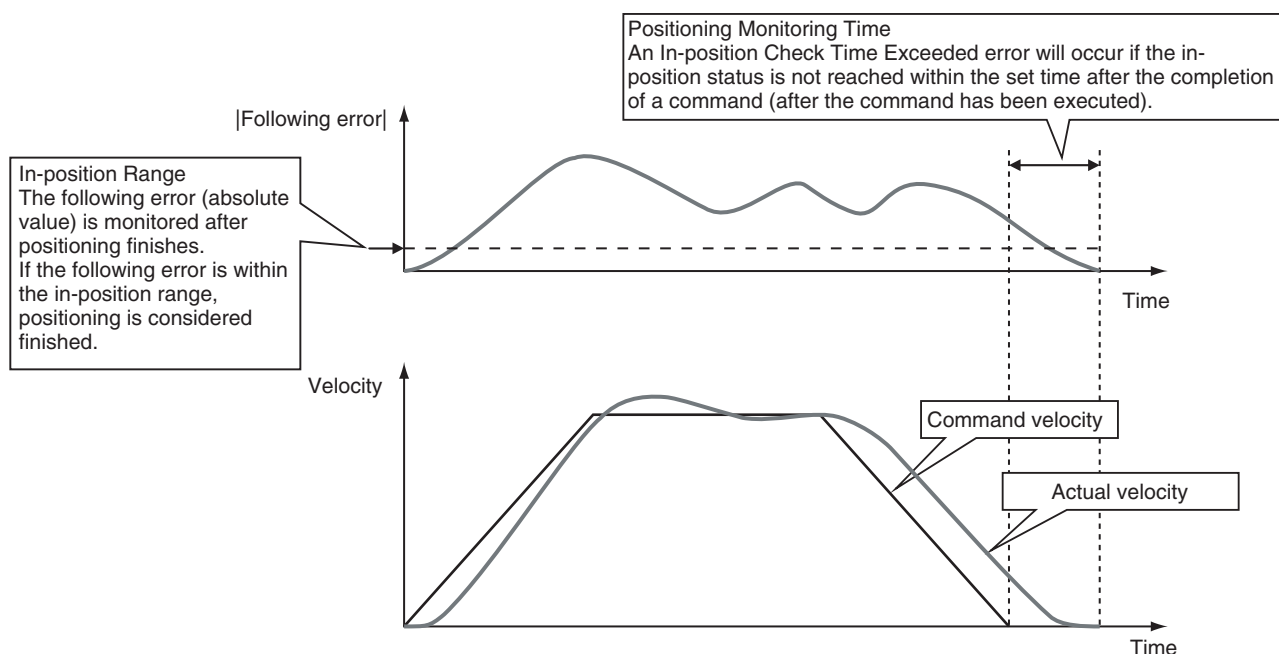 Positioning Monitoring Time
An In-position Check Time Exceeded error will occur if the in-
position status is not reached within the set time after the completion
of a command (after the command has been executed).
|Following error|
In-position Range
The following error (absolute
value) is monitored after
positioning finishes.
If the following error is within
the in-position range,
positioning is considered
finished.
Time
Velocity
Command velocity
Actual velocity
Time